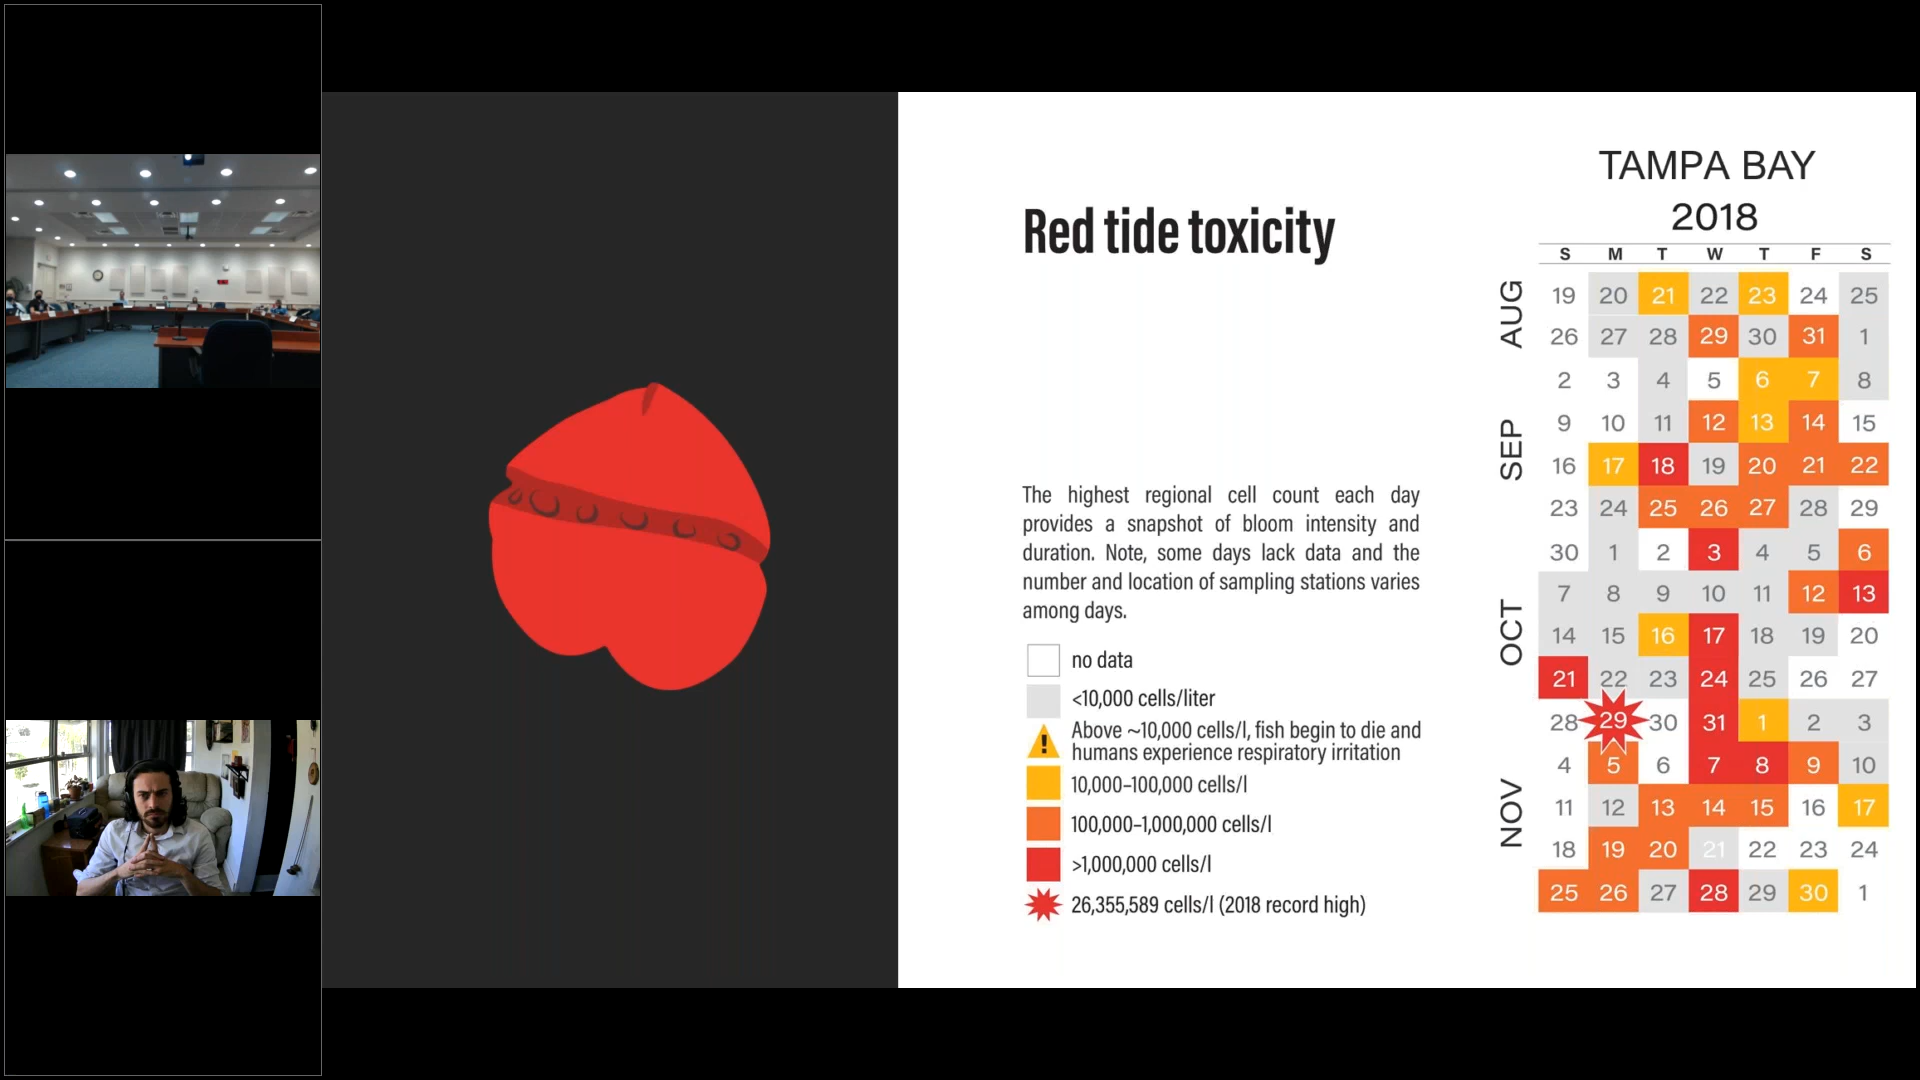 Red tide toxicity
The highest regional cell count each day
provides a snapshot of bloom intensity and
duration. Note, some days lack data and the
number and location of sampling stations varies
among days.
no data
<10,000 cells/liter
Above ~10,000 cells/l, fish begin to die and
humans experience respiratory irritation
10,000–100,000 cells/l
100,000–1,000,000 cells/l
>1,000,000 cells/l
26,355,589 cells/l (2018 record high)
TAMPA BAY
2018
S M T W T F S
AUG
19 20 21 22 23 24 25
26 27 28 29 30 31 1
2 3 4 5 6 7 8
SEP
9 10 11 12 13 14 15
16 17 18 19 20 21 22
23 24 25 26 27 28 29
30 1 2 3 4 5 6
OCT
7 8 9 10 11 12 13
14 15 16 17 18 19 20
21 22 23 24 25 26 27
28 29 30 31 1 2 3
NOV
4 5 6 7 8 9 10
11 12 13 14 15 16 17
18 19 20 21 22 23 24
25 26 27 28 29 30 1